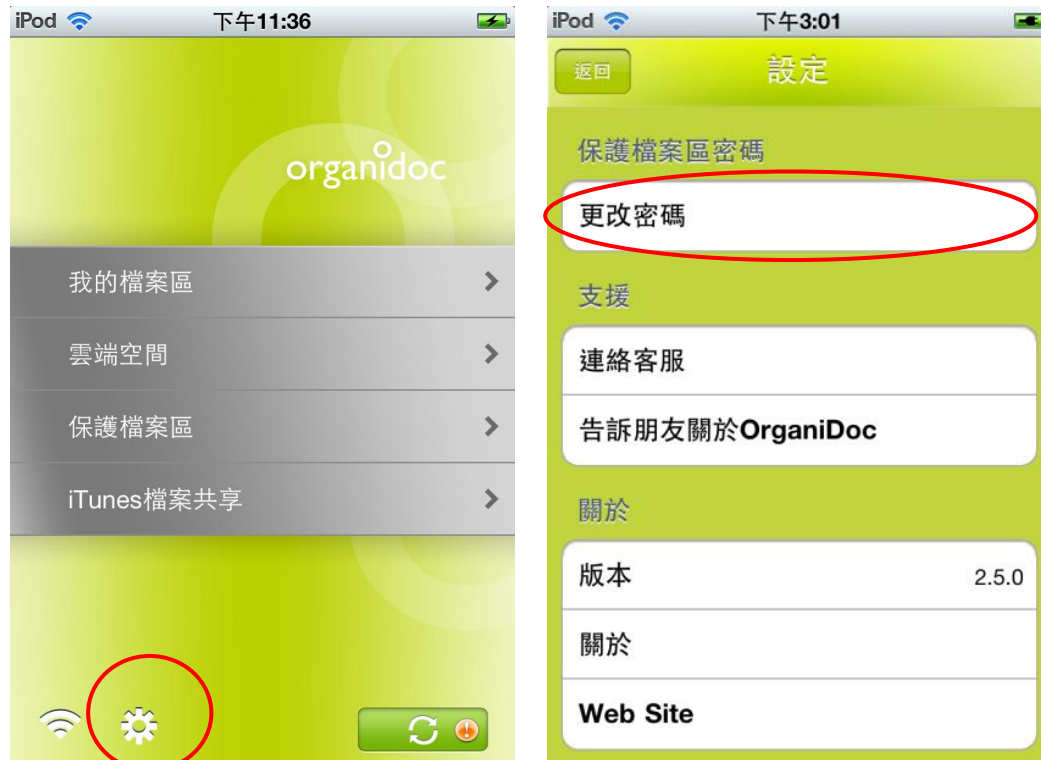 iPod 下午11:36
organidoc
我的檔案區
雲端空間
保護檔案區
iTunes檔案共享
iPod 下午3:01
返回 設定
保護檔案區密碼
更改密碼
支援
連絡客服
告訴朋友關於OrganiDoc
關於
版本 2.5.0
關於
Web Site